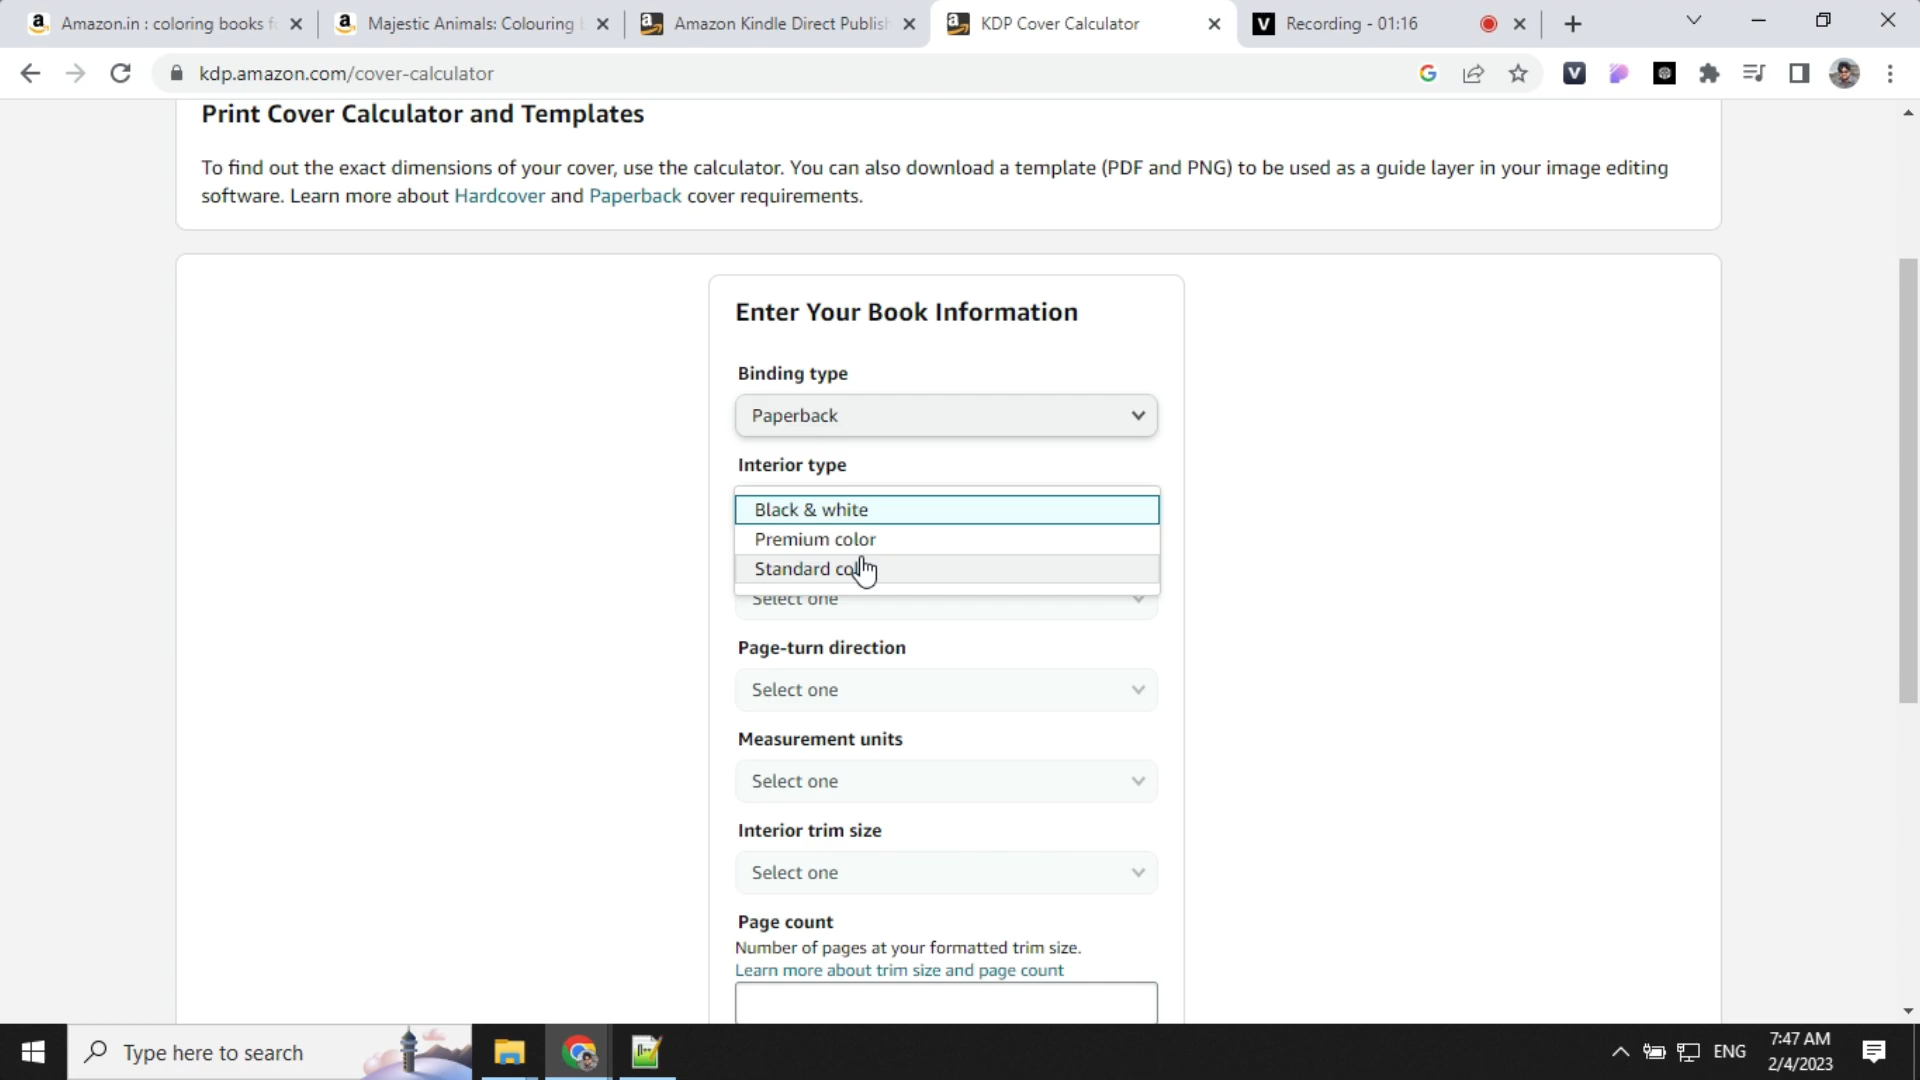 Amazon.in : coloring books f
Majestic Animals: Colouring
Amazon Kindle Direct Publish
KDP Cover Calculator
Recording - 01:16
kdp.amazon.com/cover-calculator
Print Cover Calculator and Templates
To find out the exact dimensions of your cover, use the calculator. You can also download a template (PDF and PNG) to be used as a guide layer in your image editing
software. Learn more about Hardcover and Paperback cover requirements.
Enter Your Book Information
Binding type
Paperback
Interior type
Black & white
Premium color
Standard col
Select one
Page-turn direction
Select one
Measurement units
Select one
Interior trim size
Select one
Page count
Number of pages at your formatted trim size.
Learn more about trim size and page count
Type here to search
ENG
7:47 AM
2/4/2023